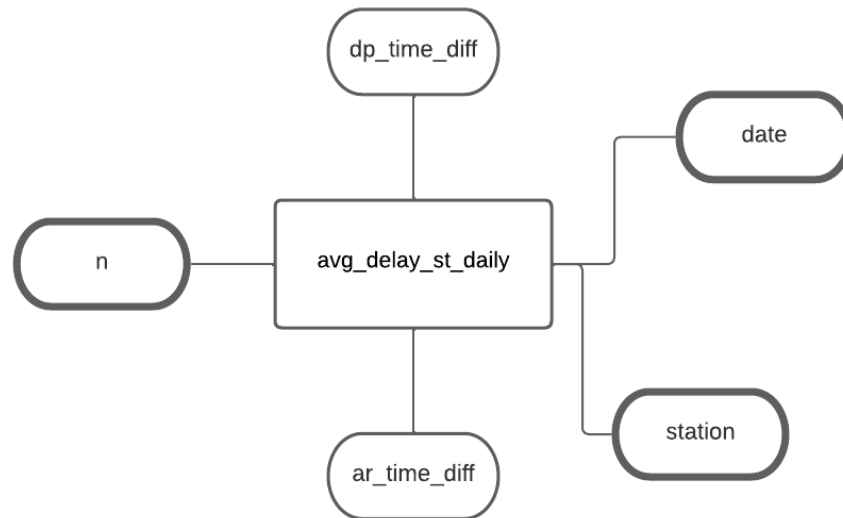 dp_time_diff
date
n
avg_delay_st_daily
station
ar_time_diff